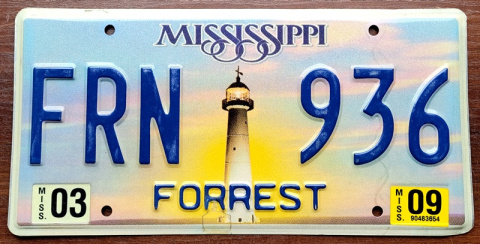 MISSISSIPPI
FRN 936
FORREST
MISS. 03
MISS. 09
90483654